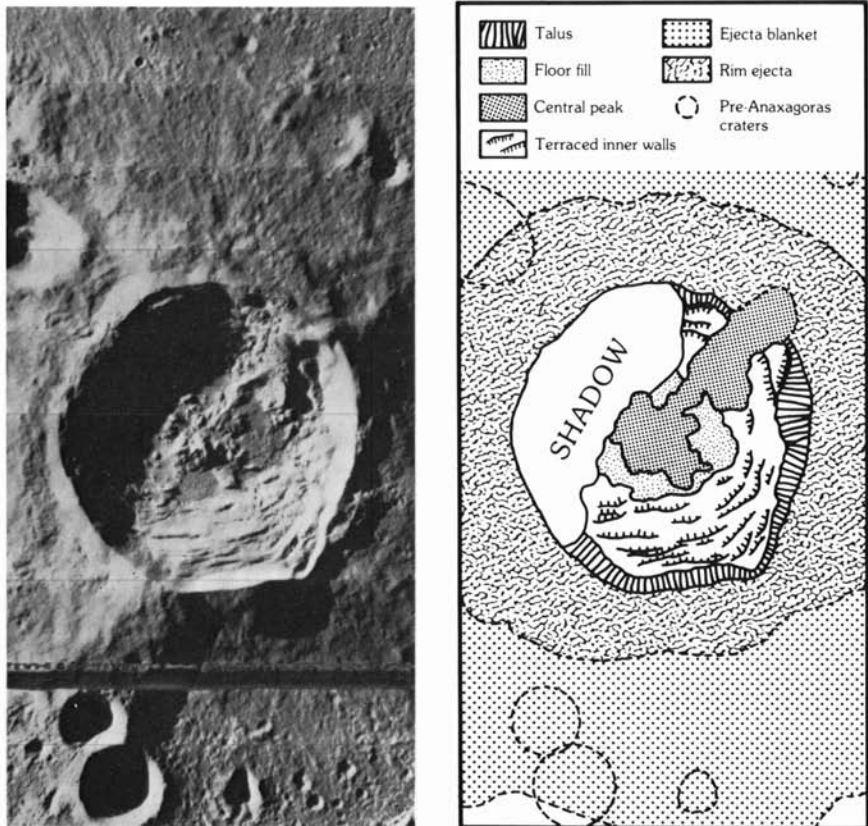 Talus
Floor fill
Central peak
Terraced inner walls
Ejecta blanket
Rim ejecta
Pre-Anaxagoras
craters
SHADOW